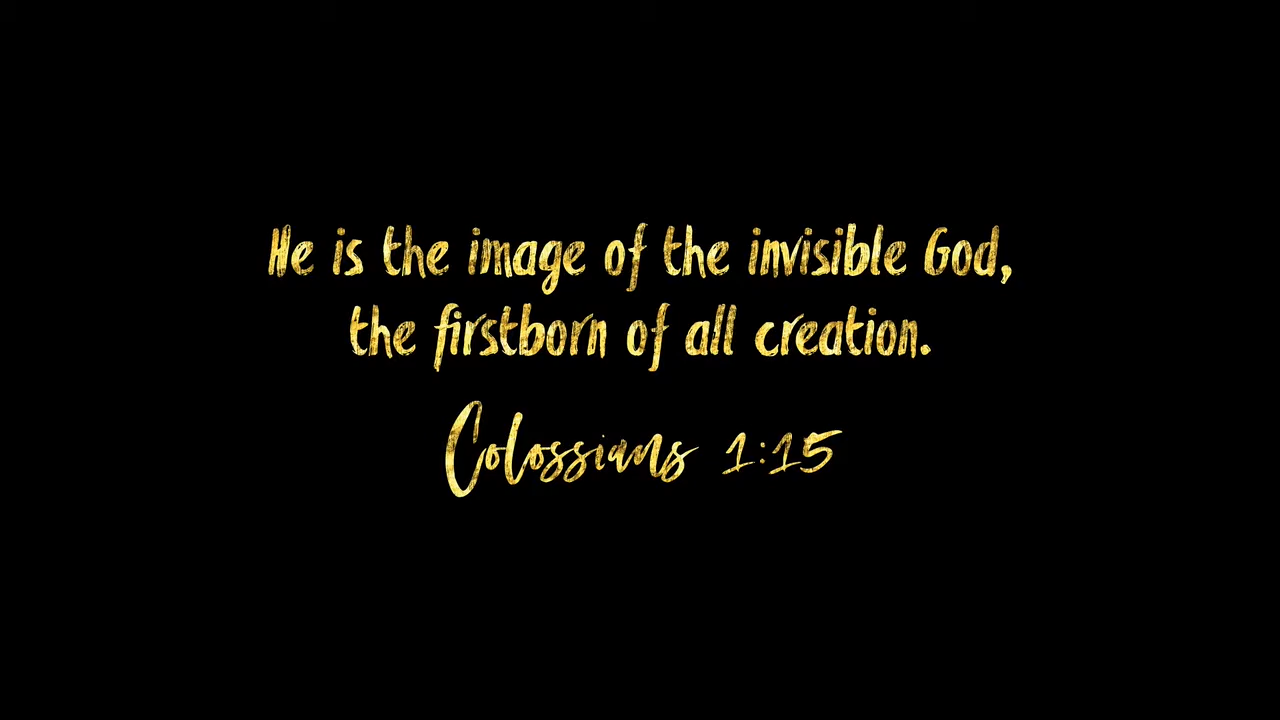 He is the image of the invisible God,
the firstborn of all creation.
Colossians 1:15